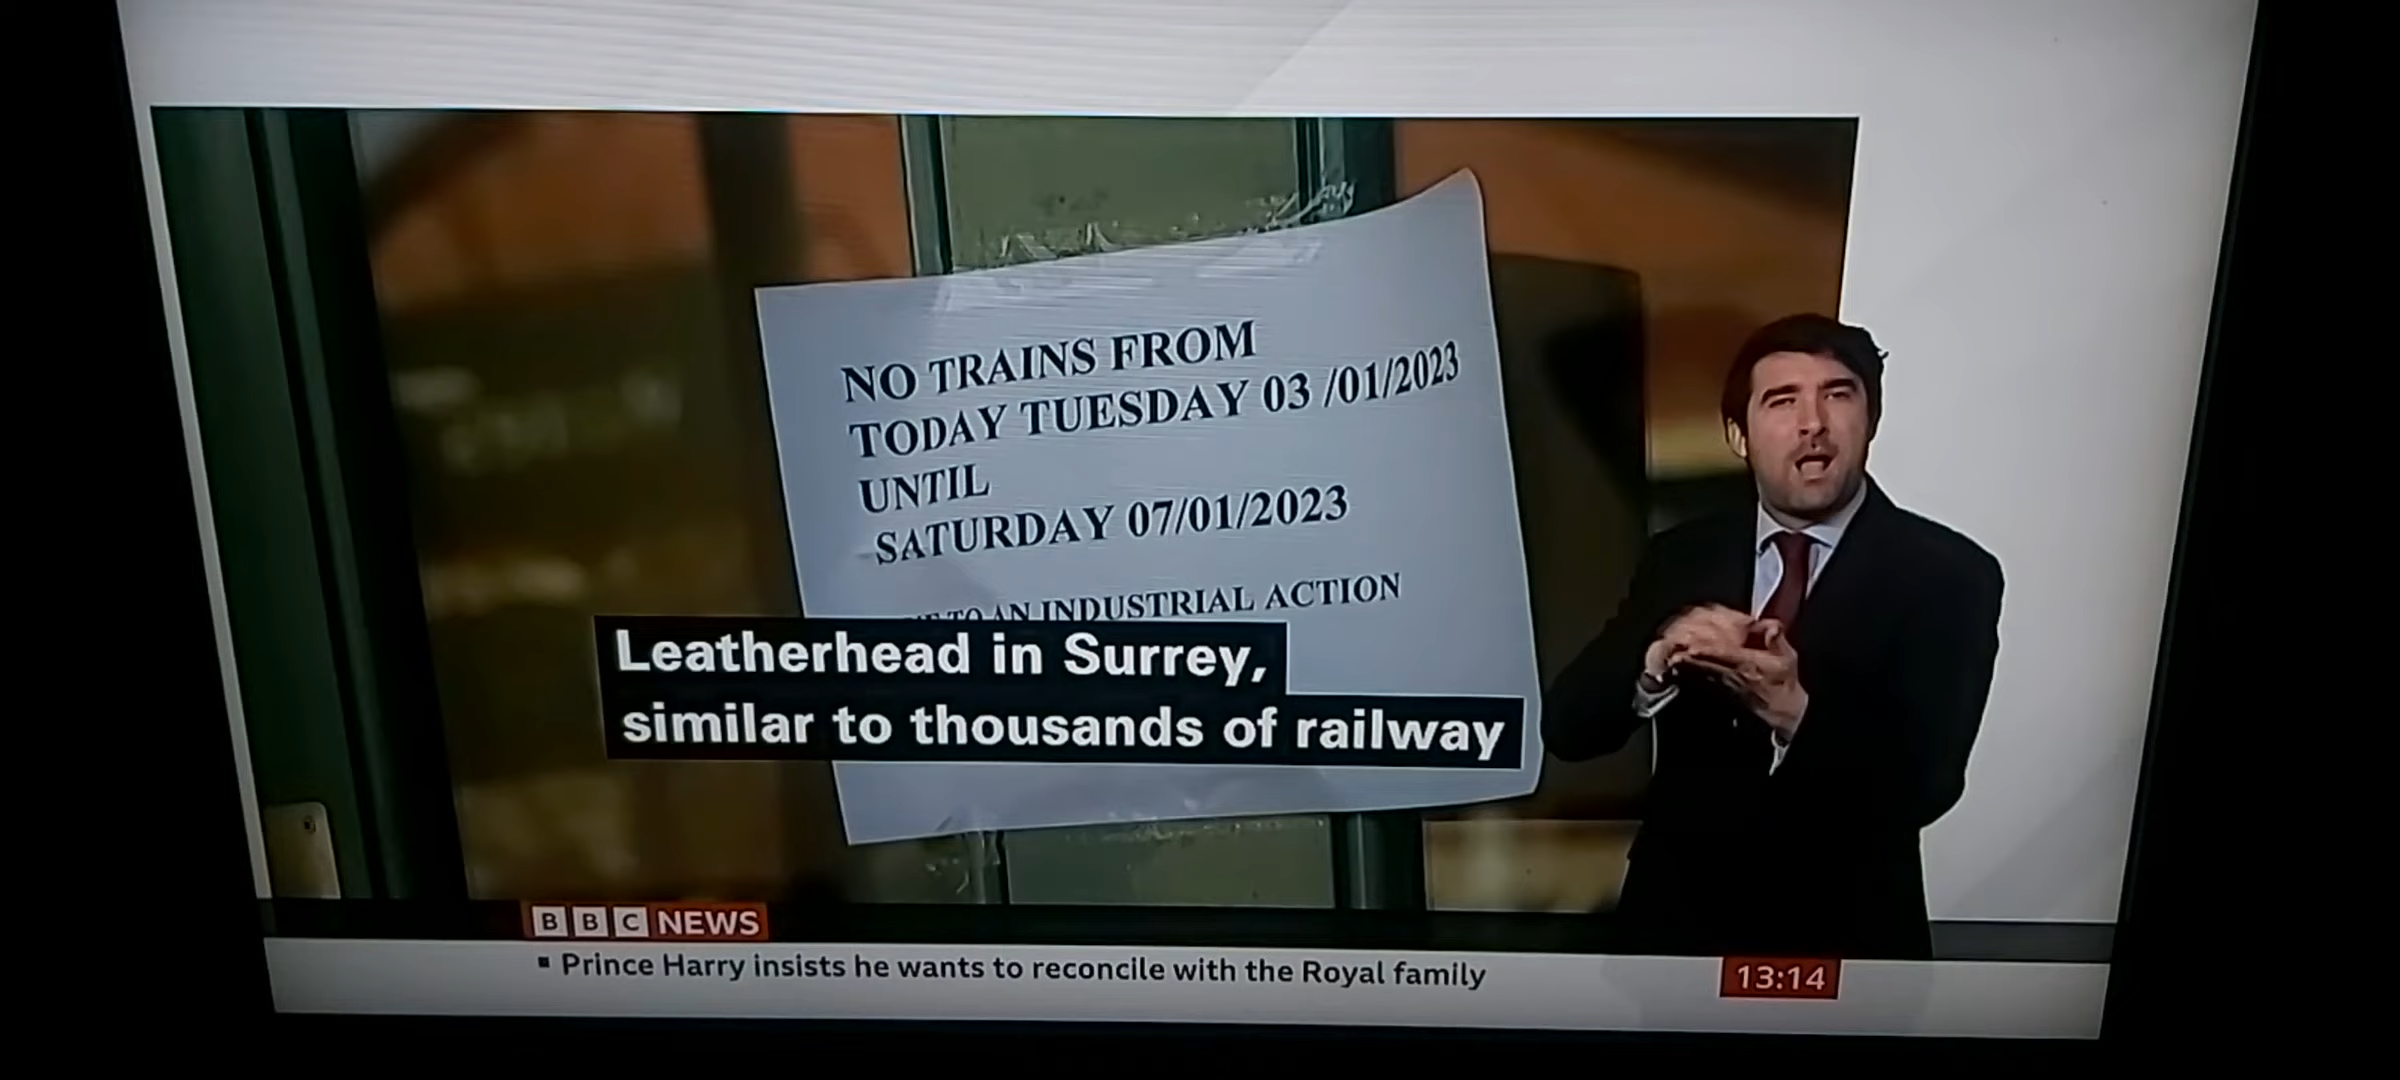 NO TRAINS FROM
TODAY TUESDAY 03 /01/2023
UNTIL
SATURDAY 07/01/2023
TO AN INDUSTRIAL ACTION
Leatherhead in Surrey,
similar to thousands of railway
BBC NEWS
▪ Prince Harry insists he wants to reconcile with the Royal family
13:14